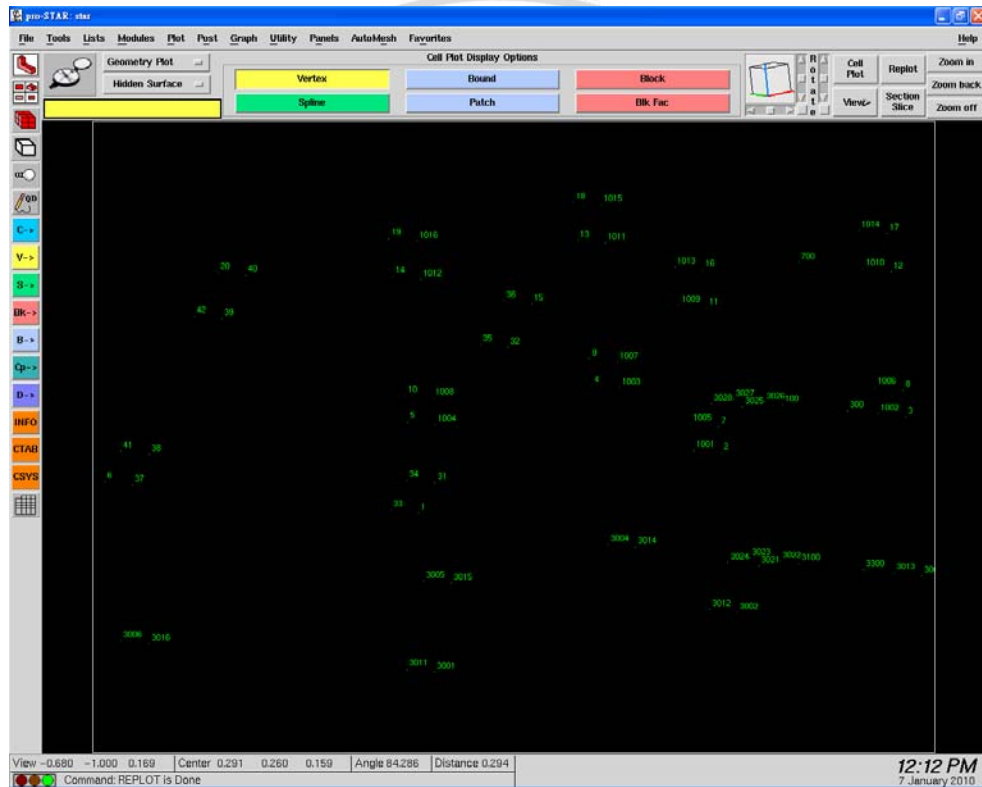 pro-STAR: star
File Tools Lists Modules Plot Post Graph Utility Panels AutoMesh Favorites Help
Cell Plot Display Options
Geometry Plot
Hidden Surface
Vertex Bound Block
Spline Patch Blk Fac
Rotate
Cell Plot Replot Zoom in
Zoom back
View-> Section Slice Zoom off
C->
V->
S->
BK->
B->
Cp->
D->
INFO
CTAB
CSYS
18 1015
1014 17
19 1016 13 1011
20 40 14 1012 1013 16 700 1010 12
36 15 1009 11
42 39
35 32
9 1007
4 1003 1006 8
10 1008 3028 3027 3025 3026 100 300 1002 3
5 1004 1005 7
41 38 1001 2
6 37 34 31
33 1
3004 3014
3024 3023 3021 3022 3100 3300 3013
3005 3015
3012 3002
3006 3016
3011 3001
View -0.680 -1.000 0.169 Center 0.291 0.260 0.159 Angle 84.286 Distance 0.294
Command: REPLOT is Done
12:12 PM
7 January 2010